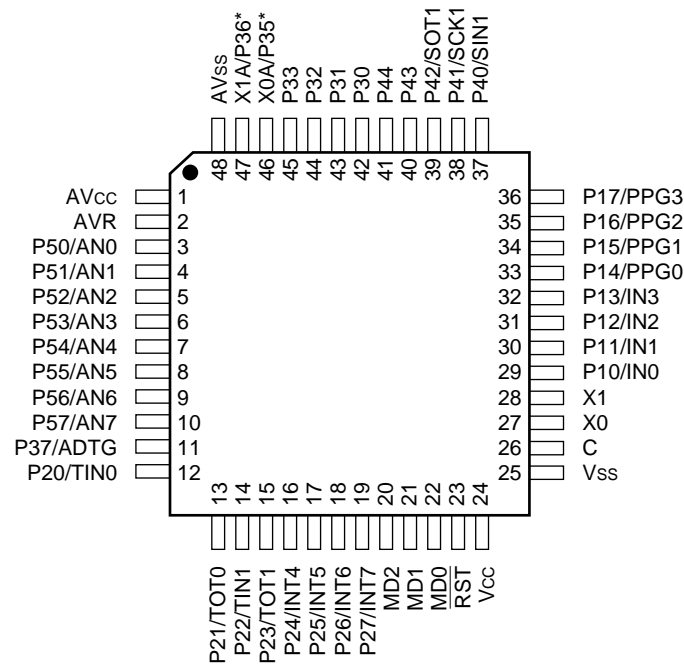 AVss
X1A/P36*
X0A/P35*
P33
P32
P31
P30
P44
P43
P42/SOT1
P41/SCK1
P40/SIN1
48
47
46
45
44
43
42
41
40
39
38
37
AVcc 1
AVR 2
P50/AN0 3
P51/AN1 4
P52/AN2 5
P53/AN3 6
P54/AN4 7
P55/AN5 8
P56/AN6 9
P57/AN7 10
P37/ADTG 11
P20/TIN0 12
36 P17/PPG3
35 P16/PPG2
34 P15/PPG1
33 P14/PPG0
32 P13/IN3
31 P12/IN2
30 P11/IN1
29 P10/IN0
28 X1
27 X0
26 C
25 Vss
13
14
15
16
17
18
19
20
21
22
23
24
P21/TOT0
P22/TIN1
P23/TOT1
P24/INT4
P25/INT5
P26/INT6
P27/INT7
MD2
MD1
MD0
RST
Vcc